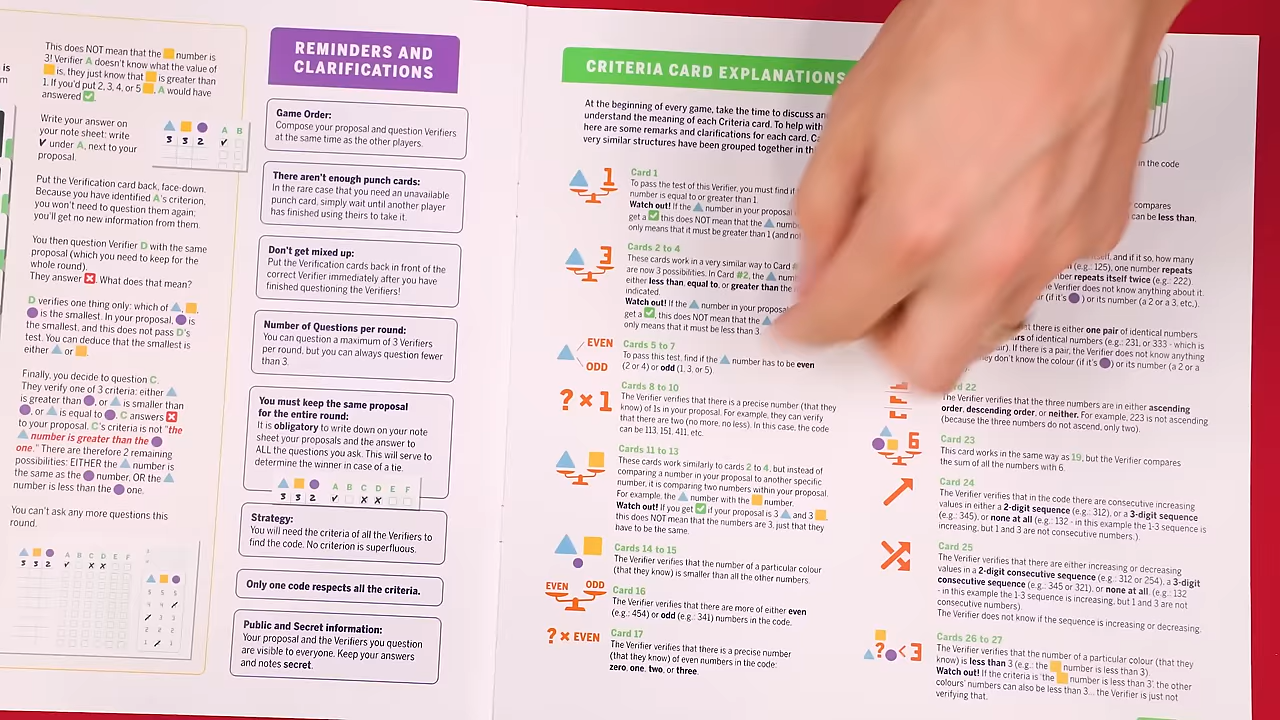 This does NOT mean that the number is
3! Verifier A doesn't know what the value of
is, they just know that is greater than
1. If you'd put 2, 3, 4, or 5, A would have
answered
Write your answer on
your note sheet: write
✔ under A, next to your
proposal.
A B
3 3 2 ✔
Put the Verification card back, face-down.
Because you have identified A's criterion,
you won't need to question them again;
you'll get no new information from them.
You then question Verifier D with the same
proposal (which you need to keep for the
whole round).
They answer. What does that mean?
D verifies one thing only: which of
is the smallest. In your proposal, is
the smallest, and this does not pass D's
test. You can deduce that the smallest is
either or
Finally, you decide to question C.
They verify one of 3 criteria: either
is greater than, or is smaller than
, or is equal to. C answers
to your proposal. C's criteria is not "the
number is greater than the
one." There are therefore 2 remaining
possibilities: EITHER the number is
the same as the number, OR the
number is less than the one.
You can't ask any more questions this
round.
A B C D E F
3 3 2 ✔ X X
REMINDERS AND
CLARIFICATIONS
Game Order:
Compose your proposal and question Verifiers
at the same time as the other players.
There aren't enough punch cards:
In the rare case that you need an unavailable
punch card, simply wait until another player
has finished using theirs to take it.
Don't get mixed up:
Put the Verification cards back in front of the
correct Verifier immediately after you have
finished questioning the Verifiers!
Number of Questions per round:
You can question a maximum of 3 Verifiers
per round, but you can always question fewer
than 3.
You must keep the same proposal
for the entire round:
It is obligatory to write down on your note
sheet your proposals and the answer to
ALL the questions you ask. This will serve to
determine the winner in case of a tie.
A B C D E F
3 3 2 ✔ X X
Strategy:
You will need the criteria of all the Verifiers to
find the code. No criterion is superfluous.
Only one code respects all the criteria.
Public and Secret information:
Your proposal and the Verifiers you question
are visible to everyone. Keep your answers
and notes secret.
CRITERIA CARD EXPLANATIONS
At the beginning of every game, take the time to discuss an
understand the meaning of each Criteria card. To help with
here are some remarks and clarifications for each card. Ca
very similar structures have been grouped together in th
1
Card 1
To pass the test of this Verifier, you must find if
number is equal to or greater than 1.
Watch out! If the number in your proposal
get a this does NOT mean that the numb
only means that it must be greater than 1 (and no
3
Cards 2 to 4
These cards work in a very similar way to Card
are now 3 possibilities. In Card #2, the num
either less than, equal to, or greater than the
indicated.
Watch out! If the number in your proposa
get a, this does NOT mean that the
only means that it must be less than 3.
EVEN
ODD
Cards 5 to 7
To pass this test, find if the number has to be even
(2 or 4) or odd (1, 3, or 5).
? × 1
Cards 8 to 10
The Verifier verifies that there is a precise number (that they
know) of 1s in your proposal. For example, they can verify
that there are two (no more, no less). In this case, the code
can be 113, 151, 411, etc.
Cards 11 to 13
These cards work similarly to cards 2 to 4, but instead of
comparing a number in your proposal to another specific
number, it is comparing two numbers within your proposal.
For example, the number with the number.
Watch out! If you get if your proposal is 3 and 3
this does NOT mean that the numbers are 3, just that they
have to be the same.
Cards 14 to 15
The Verifier verifies that the number of a particular colour
(that they know) is smaller than all the other numbers.
EVEN ODD
Card 16
The Verifier verifies that there are more of either even
(e.g.: 454) or odd (e.g.: 341) numbers in the code.
? × EVEN
Card 17
The Verifier verifies that there is a precise number
(that they know) of even numbers in the code:
zero, one, two, or three.
in the code
compares
can be less than.
self, and if so, how many
(e.g.: 125), one number repeats
repeats itself twice (e.g.: 222)
Verifier does not know anything about it.
(if it's) or its number (a 2 or a 3, etc.).
there is either one pair of identical numbers
of identical numbers (e.g.: 231, or 333 - which is
If there is a pair, the Verifier does not know anything
they don't know the colour (if it's) or its number (a 2 or a
Card 22
The Verifier verifies that the three numbers are in either ascending
order, descending order, or neither. For example, 223 is not ascending
(because the three numbers do not ascend, only two).
6
Card 23
This card works in the same way as 19, but the Verifier compares
the sum of all the numbers with 6.
Card 24
The Verifier verifies that in the code there are consecutive increasing
values in either a 2-digit sequence (e.g.: 312), or a 3-digit sequence
(e.g.: 345), or none at all (e.g.: 132 - in this example the 1-3 sequence is
increasing, but 1 and 3 are not consecutive numbers.).
Card 25
The Verifier verifies that there are either increasing or decreasing
values in a 2-digit consecutive sequence (e.g.: 312 or 254), a 3-digit
consecutive sequence (e.g.: 345 or 321), or none at all, (e.g.: 132
- in this example the 1-3 sequence is increasing, but 1 and 3 are not
consecutive numbers).
The Verifier does not know if the sequence is increasing or decreasing.
? < 3
Cards 26 to 27
The Verifier verifies that the number of a particular colour (that they
know) is less than 3 (e.g.: the number is less than 3).
Watch out! If the criteria is 'the number is less than 3', the other
colours' numbers can also be less than 3... the Verifier is just not
verifying that.